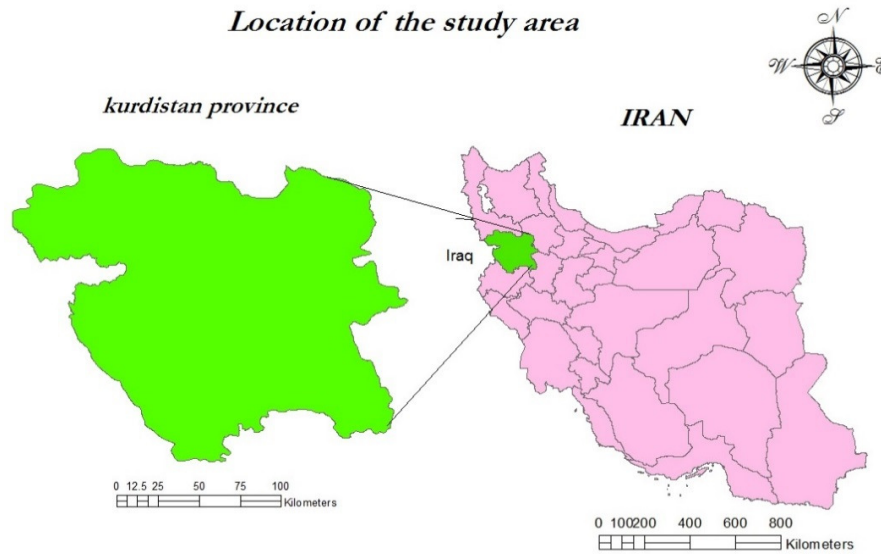 Location of the study area
N
W E
S
kurdistan province
IRAN
Iraq
0 12.5 25 50 75 100
Kilometers
0 100200 400 600 800
Kilometers